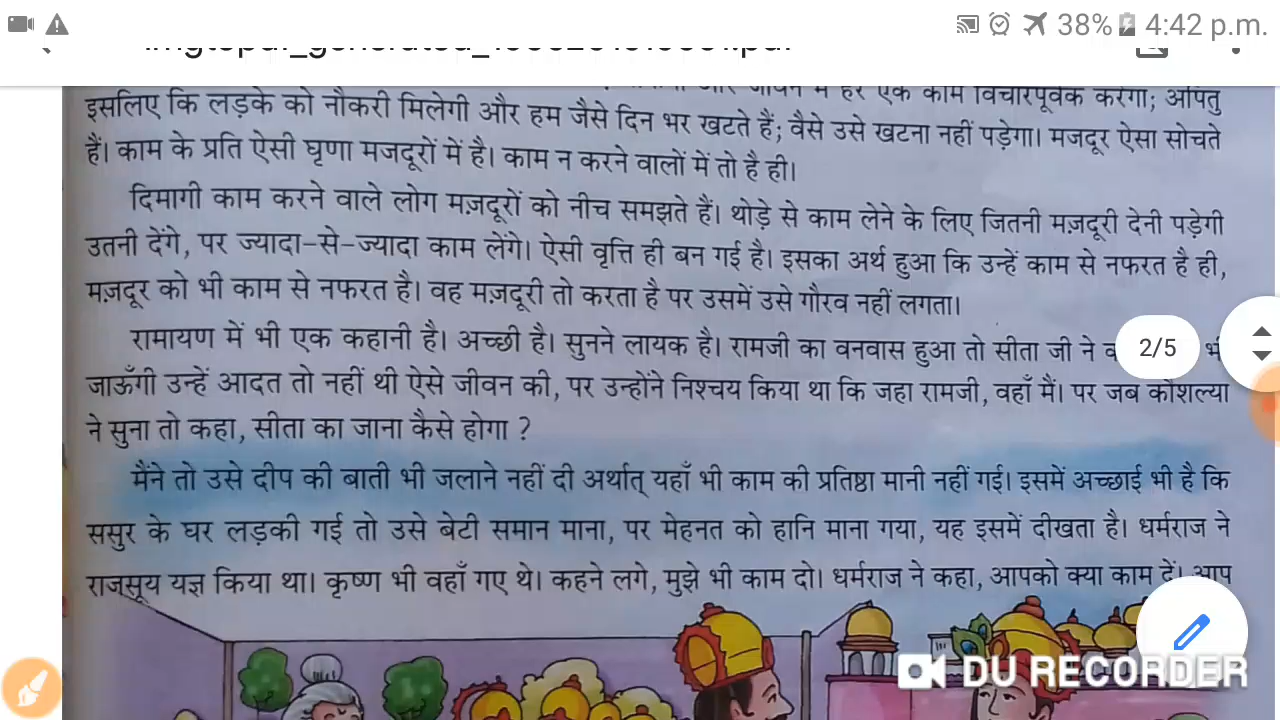 38% 4:42 p.m.
इसलिए कि लड़के को नौकरी मिलेगी और हम जैसे दिन भर खटते हैं; वैसे उसे खटना नहीं पड़ेगा। मजदूर ऐसा सोचते
हैं। काम के प्रति ऐसी घृणा मजदूरों में है। काम न करने वालों में तो है ही।
दिमागी काम करने वाले लोग मज़दूरों को नीच समझते हैं। थोड़े से काम लेने के लिए जितनी मज़दूरी देनी पड़ेगी
उतनी देंगे, पर ज्यादा-से-ज्यादा काम लेंगे। ऐसी वृत्ति ही बन गई है। इसका अर्थ हुआ कि उन्हें काम से नफरत है ही,
मज़दूर को भी काम से नफरत है। वह मज़दूरी तो करता है पर उसमें उसे गौरव नहीं लगता।
रामायण में भी एक कहानी है। अच्छी है। सुनने लायक है। रामजी का वनवास हुआ तो सीता जी ने
2/5
जाऊँगी उन्हें आदत तो नहीं थी ऐसे जीवन की, पर उन्होंने निश्चय किया था कि जहा रामजी, वहाँ मैं। पर जब कौशल्या
ने सुना तो कहा, सीता का जाना कैसे होगा ?
मैंने तो उसे दीप की बाती भी जलाने नहीं दी अर्थात् यहाँ भी काम की प्रतिष्ठा मानी नहीं गई। इसमें अच्छाई भी है कि
ससुर के घर लड़की गई तो उसे बेटी समान माना, पर मेहनत को हानि माना गया, यह इसमें दीखता है। धर्मराज ने
राजसूय यज्ञ किया था। कृष्ण भी वहाँ गए थे। कहने लगे, मुझे भी काम दो। धर्मराज ने कहा, आपको क्या काम दें। आप
DU RECORDER